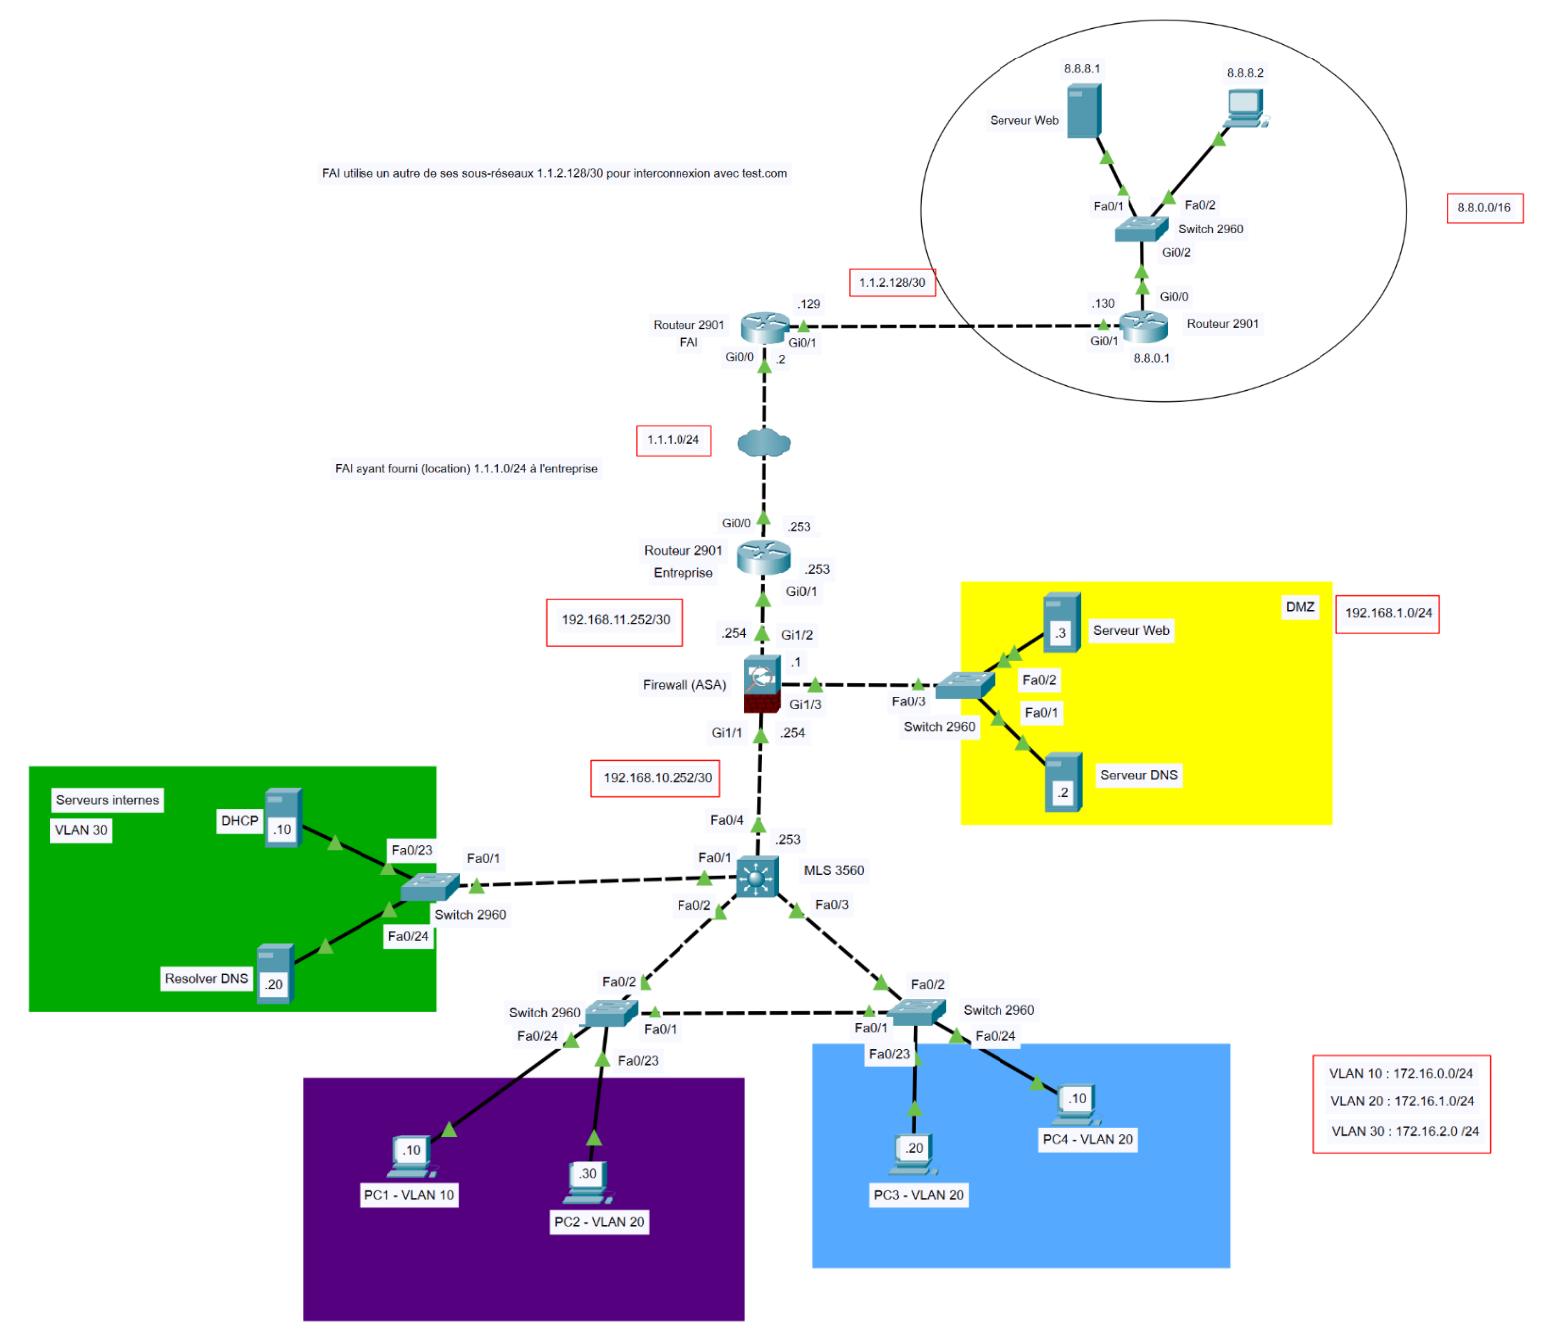 8.8.8.1
8.8.8.2
Serveur Web
FAI utilise un autre de ses sous-réseaux 1.1.2.128/30 pour interconnexion avec test.com
Fa0/1
Fa0/2
8.8.0.0/16
Switch 2960
Gi0/2
1.1.2.128/30
Gi0/0
.129
.130
Routeur 2901
FAI
Gi0/1
Gi0/1
Routeur 2901
Gi0/0
.2
8.8.0.1
1.1.1.0/24
FAI ayant fourni (location) 1.1.1.0/24 à l'entreprise
Gi0/0
.253
Routeur 2901
Entreprise
.253
Gi0/1
192.168.11.252/30
.254
Gi1/2
DMZ
192.168.1.0/24
.3
Serveur Web
.1
Firewall (ASA)
Fa0/2
Gi1/3
Fa0/3
Fa0/1
Switch 2960
Gi1/1
.254
192.168.10.252/30
Serveur DNS
.2
Serveurs internes
VLAN 30
DHCP
.10
Fa0/4
.253
Fa0/23
Fa0/1
Fa0/1
MLS 3560
Switch 2960
Fa0/2
Fa0/3
Fa0/24
Resolver DNS
.20
Fa0/2
Fa0/2
Switch 2960
Switch 2960
Fa0/24
Fa0/1
Fa0/1
Fa0/24
Fa0/23
Fa0/23
VLAN 10 : 172.16.0.0/24
VLAN 20 : 172.16.1.0/24
VLAN 30 : 172.16.2.0 /24
.10
PC4 - VLAN 20
.10
.30
.20
PC1 - VLAN 10
PC2 - VLAN 20
PC3 - VLAN 20